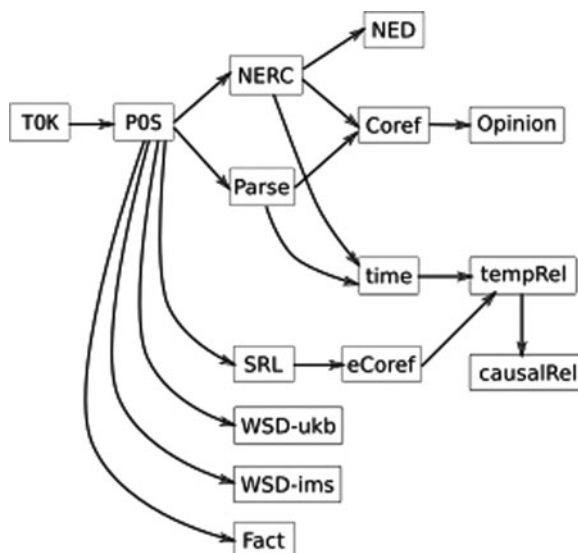 NED
NERC
TOK
POS
Coref
Opinion
Parse
time
tempRel
SRL
eCoref
causalRel
WSD-ukb
WSD-ims
Fact